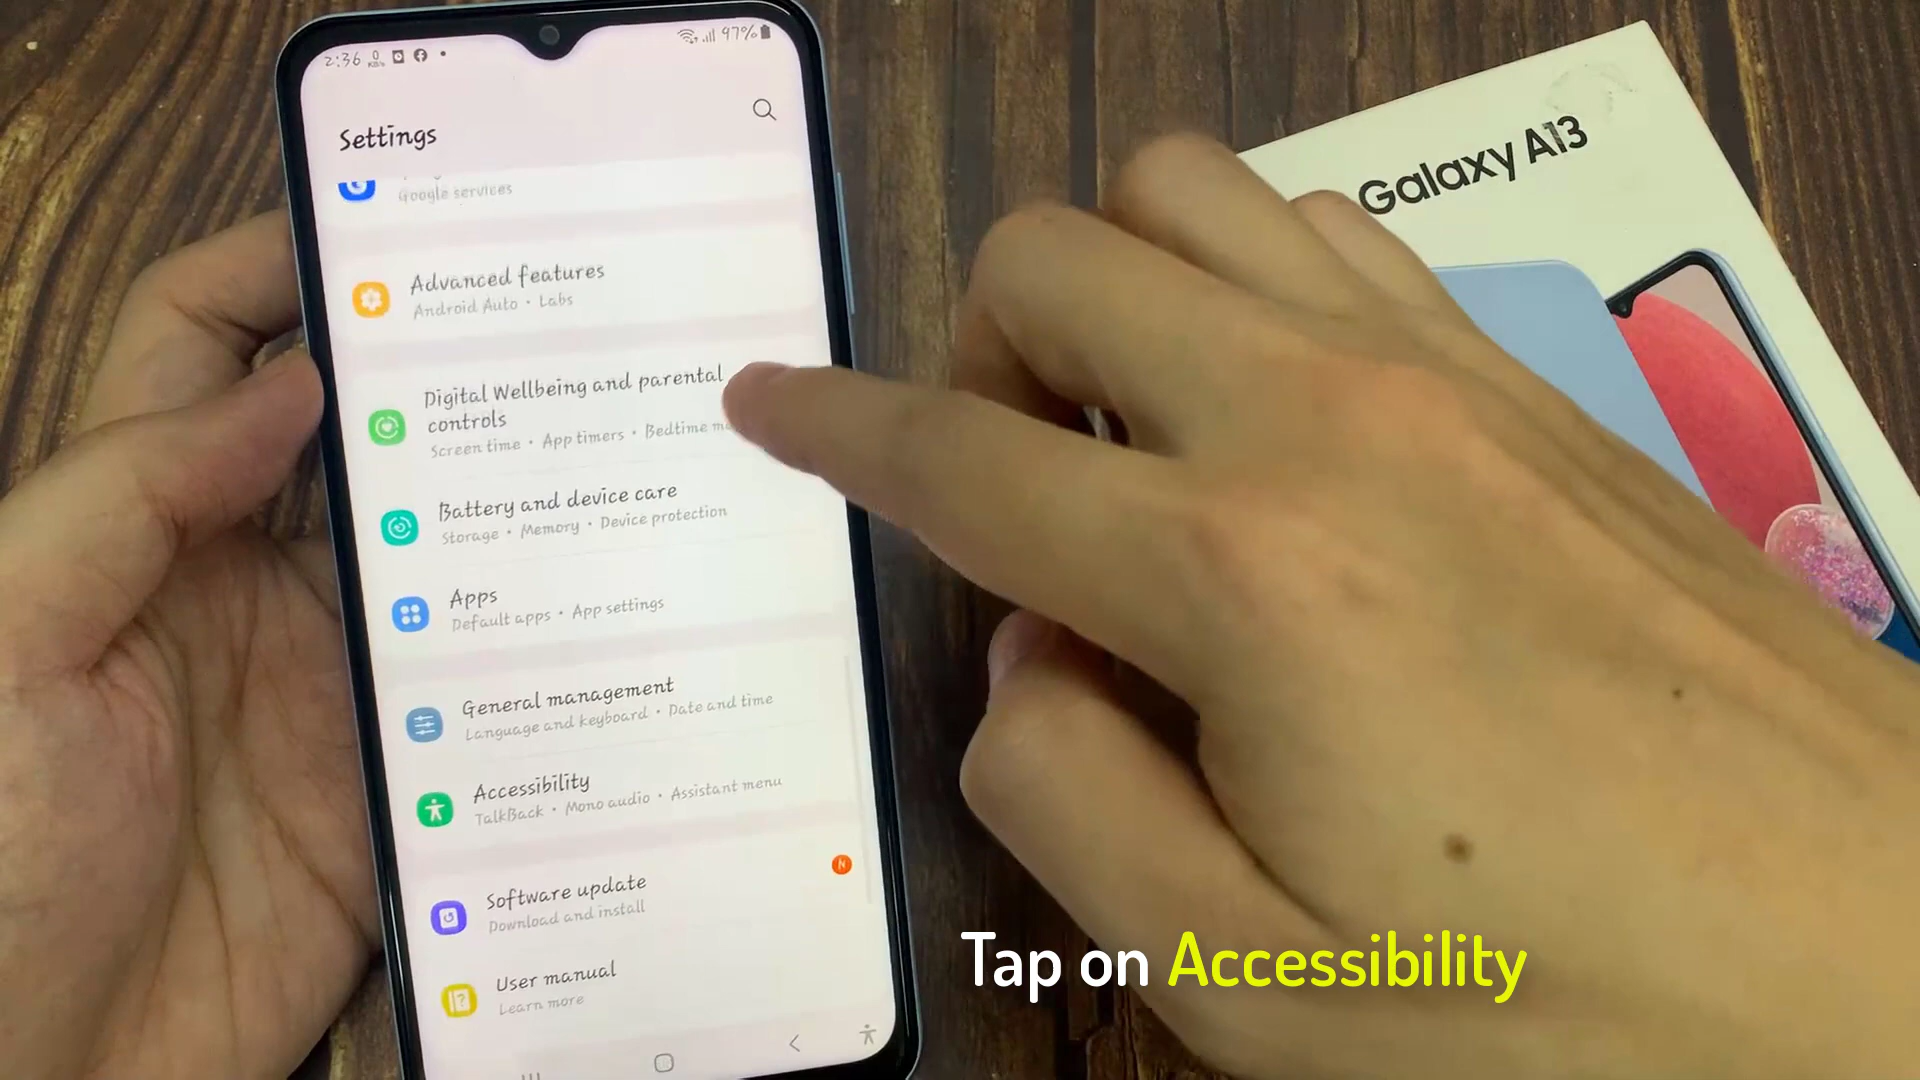 2:36 0 KB/s
97%
Settings
Google services
Advanced features
Android Auto • Labs
Digital Wellbeing and parental
controls
Screen time • App timers • Bedtime
Battery and device care
Storage • Memory • Device protection
Apps
Default apps • App settings
General management
Language and keyboard • Date and time
Accessibility
TalkBack • Mono audio • Assistant menu
N
Software update
Download and install
User manual
Learn more
Galaxy A13
Tap on Accessibility